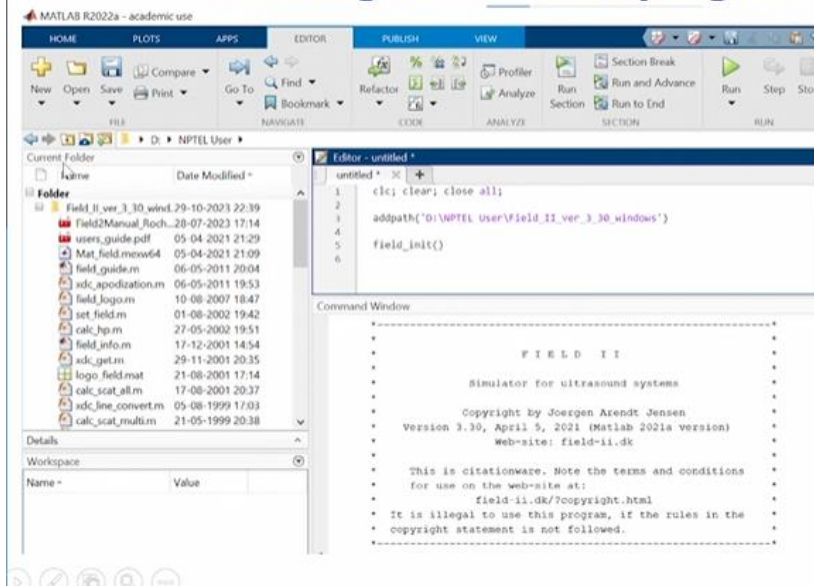 MATLAB R2022a - academic use
HOME PLOTS APPS EDITOR PUBLISH VIEW
New Open Save Compare Print Go To Find Bookmark Refactor Profiler Analyze Run Section Section Break Run and Advance Run to End Run Step Sto
FILE NAVIGATE CODE ANALYZE SECTION RUN
D: NPTEL User
Current Folder
Name Date Modified
Folder
Field_II_ver_3_30_wind. 29-10-2023 22:39
Field2Manual_Roch... 28-07-2023 17:14
users_guide.pdf 05-04-2021 21:29
Mat_field.mexw64 05-04-2021 21:09
field_guide.m 06-05-2011 20:04
xdc_apodization.m 06-05-2011 19:53
field_logo.m 10-08-2007 18:47
set_field.m 01-08-2002 19:42
calc_hp.m 27-05-2002 19:51
field_info.m 17-12-2001 14:54
xdc_get.m 29-11-2001 20:35
logo_field.mat 21-08-2001 17:14
calc_scat_all.m 17-08-2001 20:37
xdc_line_convert.m 05-08-1999 17:03
calc_scat_multi.m 21-05-1999 20:38
Details
Workspace
Name Value
Editor - untitled *
untitled * × +
1 clc; clear; close all;
2
3 addpath('D:\NPTEL User\Field_II_ver_3_30_windows')
4
5 field_init()
6
Command Window
*------------------------------------------------------------*
* F I E L D I I *
* Simulator for ultrasound systems *
* Copyright by Joergen Arendt Jensen *
* Version 3.30, April 5, 2021 (Matlab 2021a version) *
* Web-site: field-ii.dk *
* This is citationware. Note the terms and conditions *
* for use on the web-site at: *
* field-ii.dk/?copyright.html *
* It is illegal to use this program, if the rules in the *
* copyright statement is not followed. *
*------------------------------------------------------------*